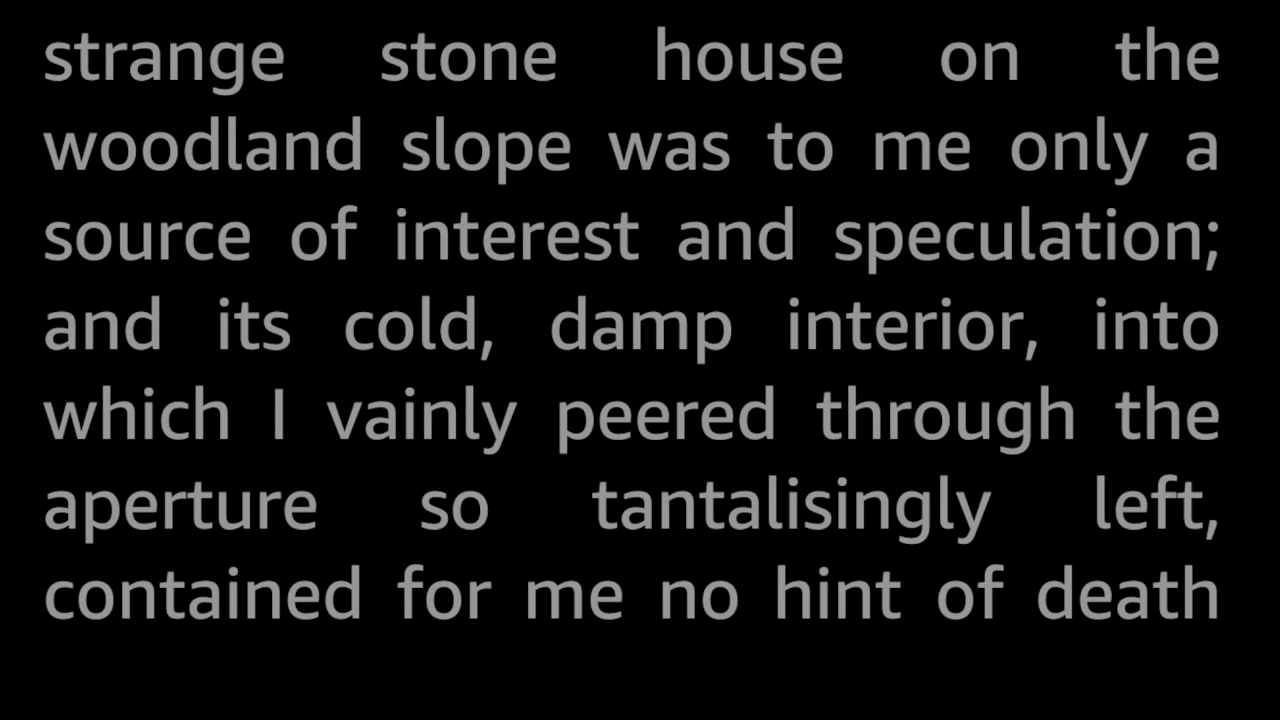 strange stone house on the
woodland slope was to me only a
source of interest and speculation;
and its cold, damp interior, into
which I vainly peered through the
aperture so tantalisingly left,
contained for me no hint of death